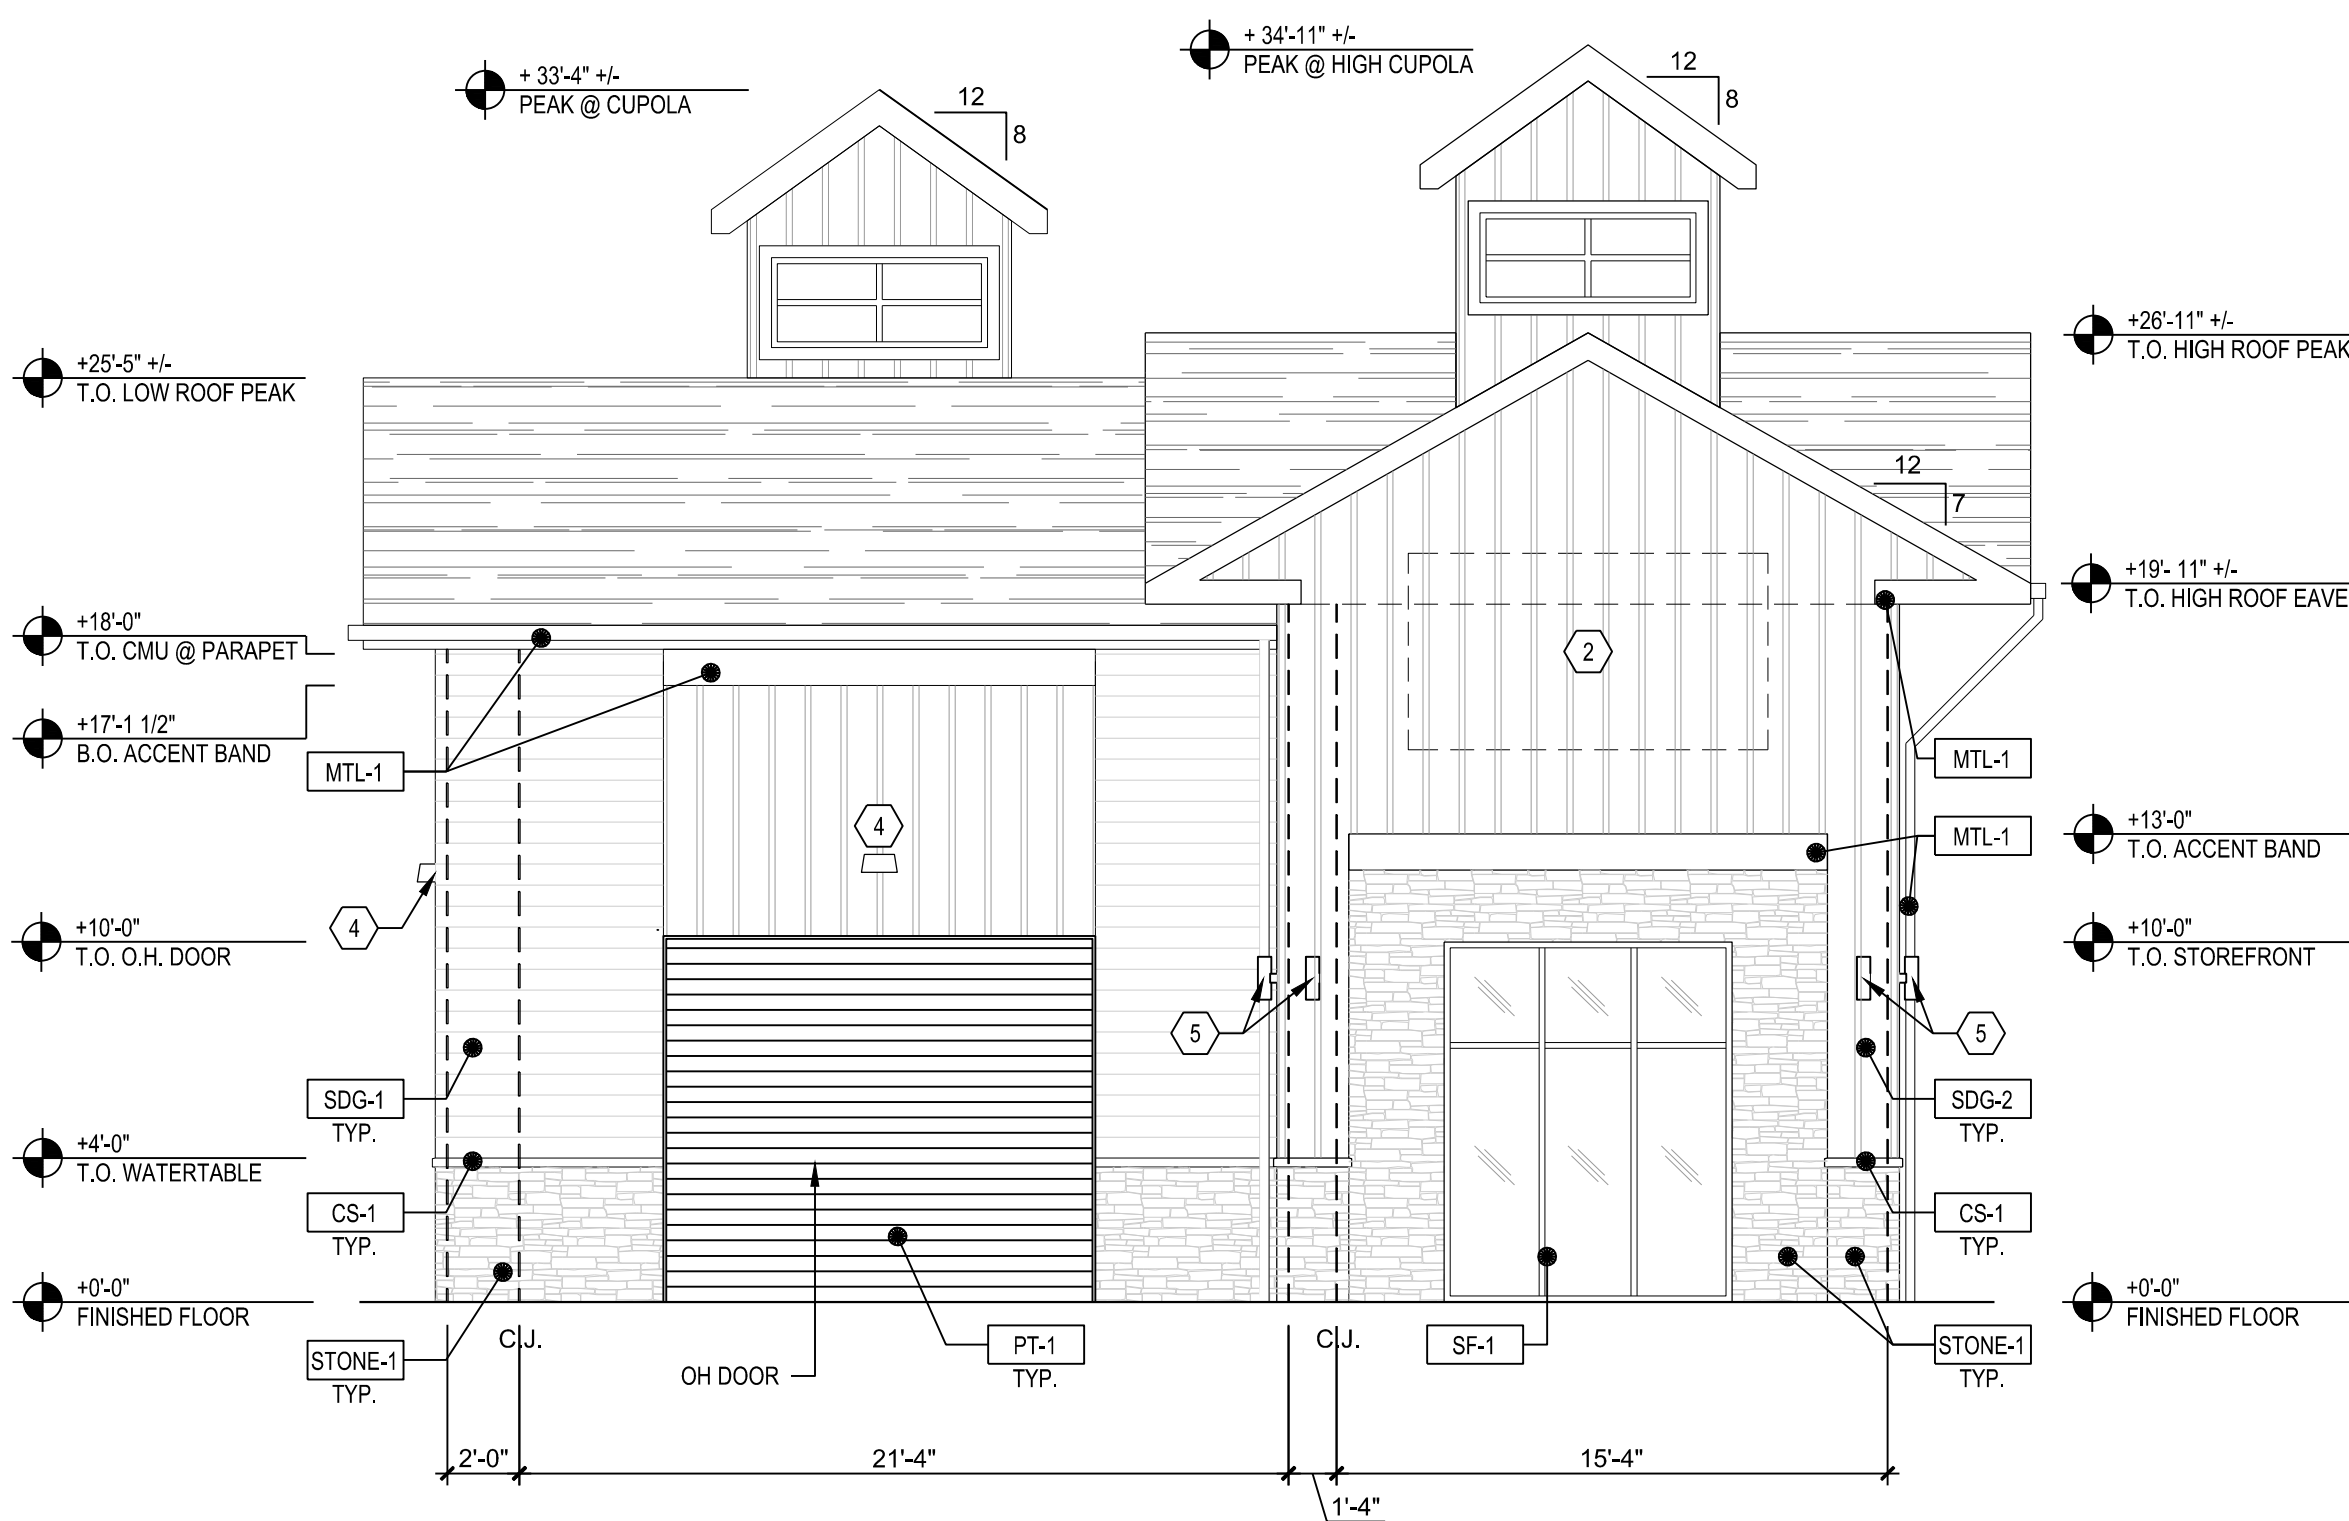 + 34'-11" +/-
PEAK @ HIGH CUPOLA
12
8
+ 33'-4" +/-
PEAK @ CUPOLA
12
8
+26'-11" +/-
T.O. HIGH ROOF PEAK
+25'-5" +/-
T.O. LOW ROOF PEAK
12
7
+19'- 11" +/-
T.O. HIGH ROOF EAVE
+18'-0"
T.O. CMU @ PARAPET
2
+17'-1 1/2"
B.O. ACCENT BAND
MTL-1
MTL-1
4
MTL-1
+13'-0"
T.O. ACCENT BAND
4
+10'-0"
T.O. O.H. DOOR
+10'-0"
T.O. STOREFRONT
5
5
SDG-1
TYP.
SDG-2
TYP.
+4'-0"
T.O. WATERTABLE
CS-1
TYP.
CS-1
TYP.
+0'-0"
FINISHED FLOOR
+0'-0"
FINISHED FLOOR
STONE-1
TYP.
C.J.
OH DOOR
PT-1
TYP.
C.J.
SF-1
STONE-1
TYP.
2'-0"
21'-4"
15'-4"
1'-4"